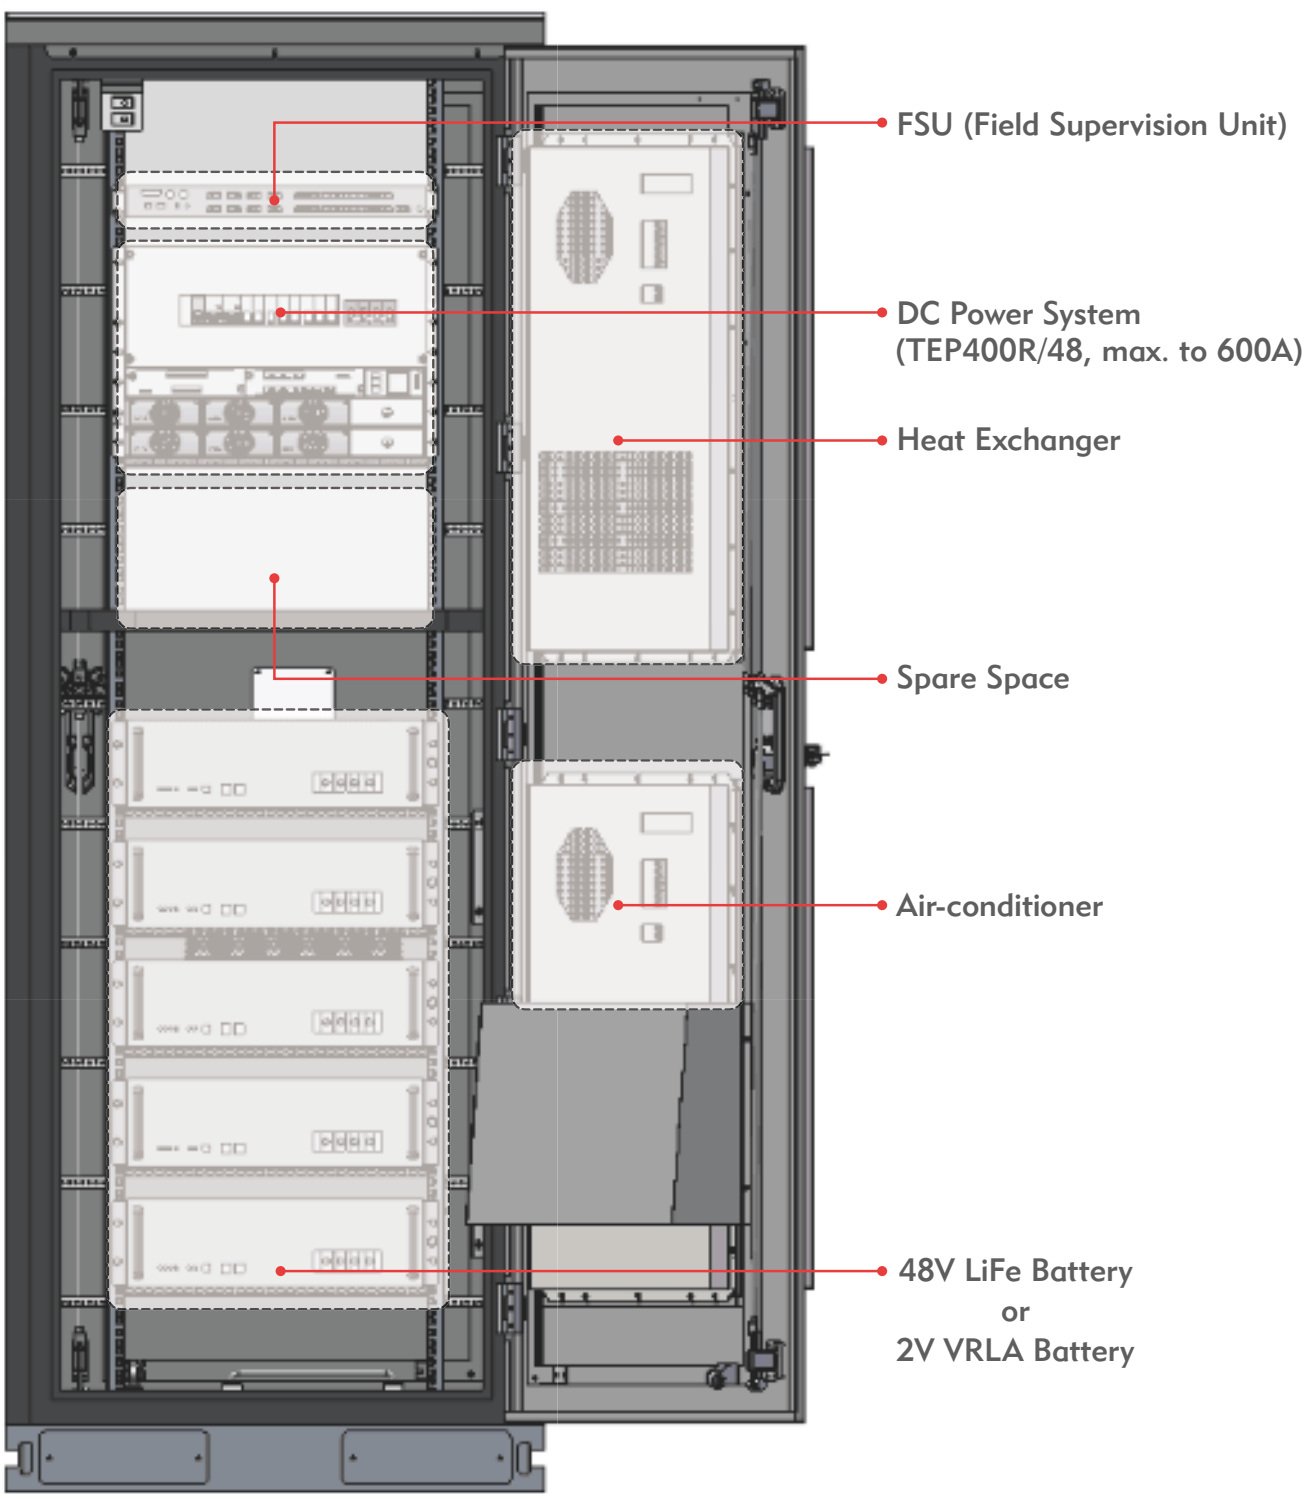 FSU (Field Supervision Unit)
DC Power System
(TEP400R/48, max. to 600A)
Heat Exchanger
Spare Space
Air-conditioner
48V LiFe Battery
or
2V VRLA Battery